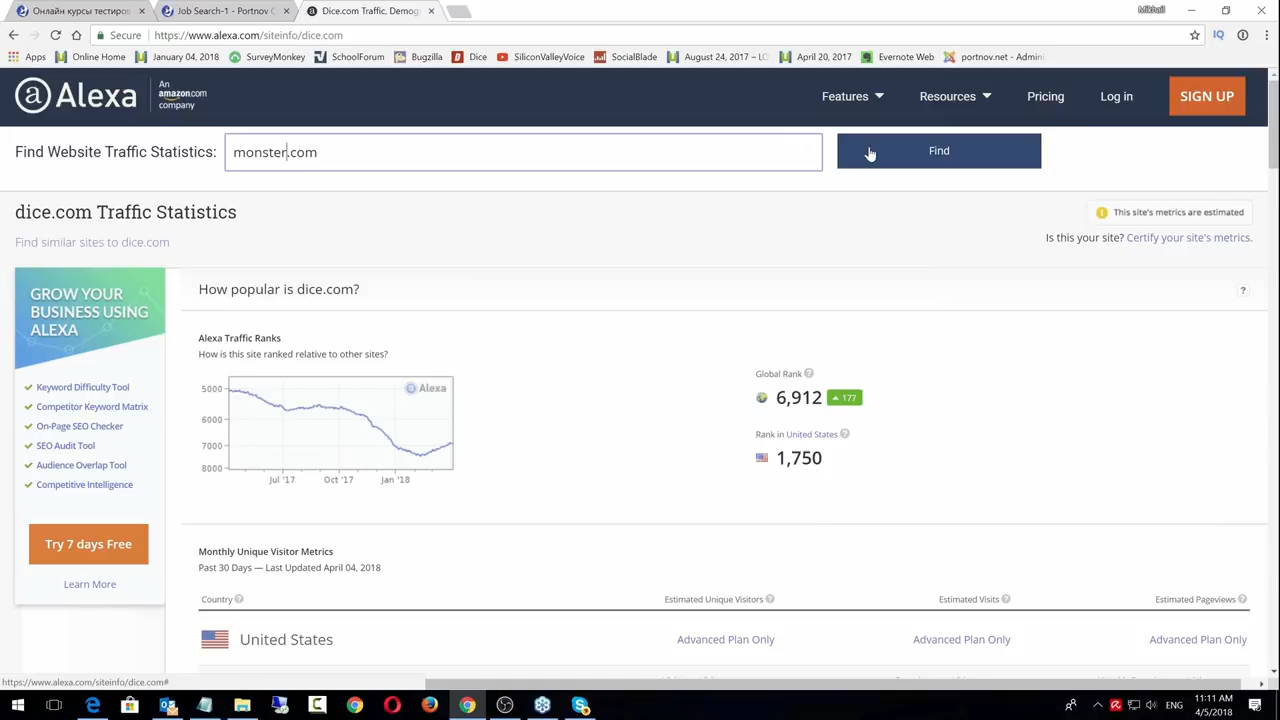 Онлайн курсы тестиров
Job Search-1 - Portnov C
Dice.com Traffic, Demog
Mikhail
Secure
https://www.alexa.com/siteinfo/dice.com
Apps
Online Home
January 04, 2018
SurveyMonkey
SchoolForum
Bugzilla
Dice
SiliconValleyVoice
SocialBlade
August 24, 2017 – LO
April 20, 2017
Evernote Web
portnov.net - Admini
Alexa
An
amazon.com
company
Features
Resources
Pricing
Log in
SIGN UP
Find Website Traffic Statistics:
monster.com
Find
dice.com Traffic Statistics
This site's metrics are estimated
Find similar sites to dice.com
Is this your site? Certify your site's metrics.
GROW YOUR
BUSINESS USING
ALEXA
Keyword Difficulty Tool
Competitor Keyword Matrix
On-Page SEO Checker
SEO Audit Tool
Audience Overlap Tool
Competitive Intelligence
Try 7 days Free
Learn More
How popular is dice.com?
?
Alexa Traffic Ranks
How is this site ranked relative to other sites?
Alexa
5000
6000
7000
8000
Jul '17
Oct '17
Jan '18
Global Rank
6,912
177
Rank in United States
1,750
Monthly Unique Visitor Metrics
Past 30 Days — Last Updated April 04, 2018
Country
Estimated Unique Visitors
Estimated Visits
Estimated Pageviews
United States
Advanced Plan Only
Advanced Plan Only
Advanced Plan Only
https://www.alexa.com/siteinfo/dice.com#
11:11 AM
4/5/2018